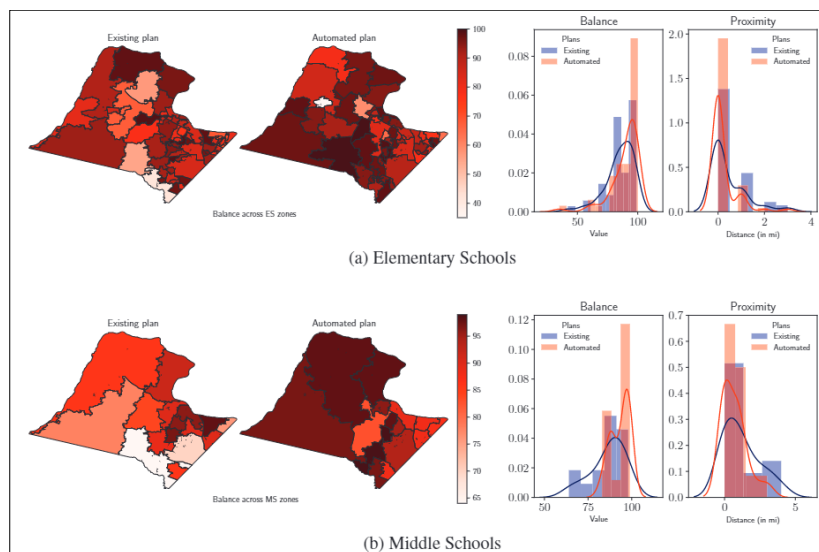 Existing plan
Automated plan
100
90
80
70
60
50
40
Balance across ES zones
Balance
Plans
Existing
Automated
0.08
0.06
0.04
0.02
0.00
50
100
Value
Proximity
Plans
Existing
Automated
2.0
1.5
1.0
0.5
0.0
0
2
4
Distance (in mi)
(a) Elementary Schools
Existing plan
Automated plan
95
90
85
80
75
70
65
Balance across MS zones
Balance
Plans
Existing
Automated
0.12
0.10
0.08
0.06
0.04
0.02
0.00
50
75
100
Value
Proximity
Plans
Existing
Automated
0.7
0.6
0.5
0.4
0.3
0.2
0.1
0.0
0
5
Distance (in mi)
(b) Middle Schools